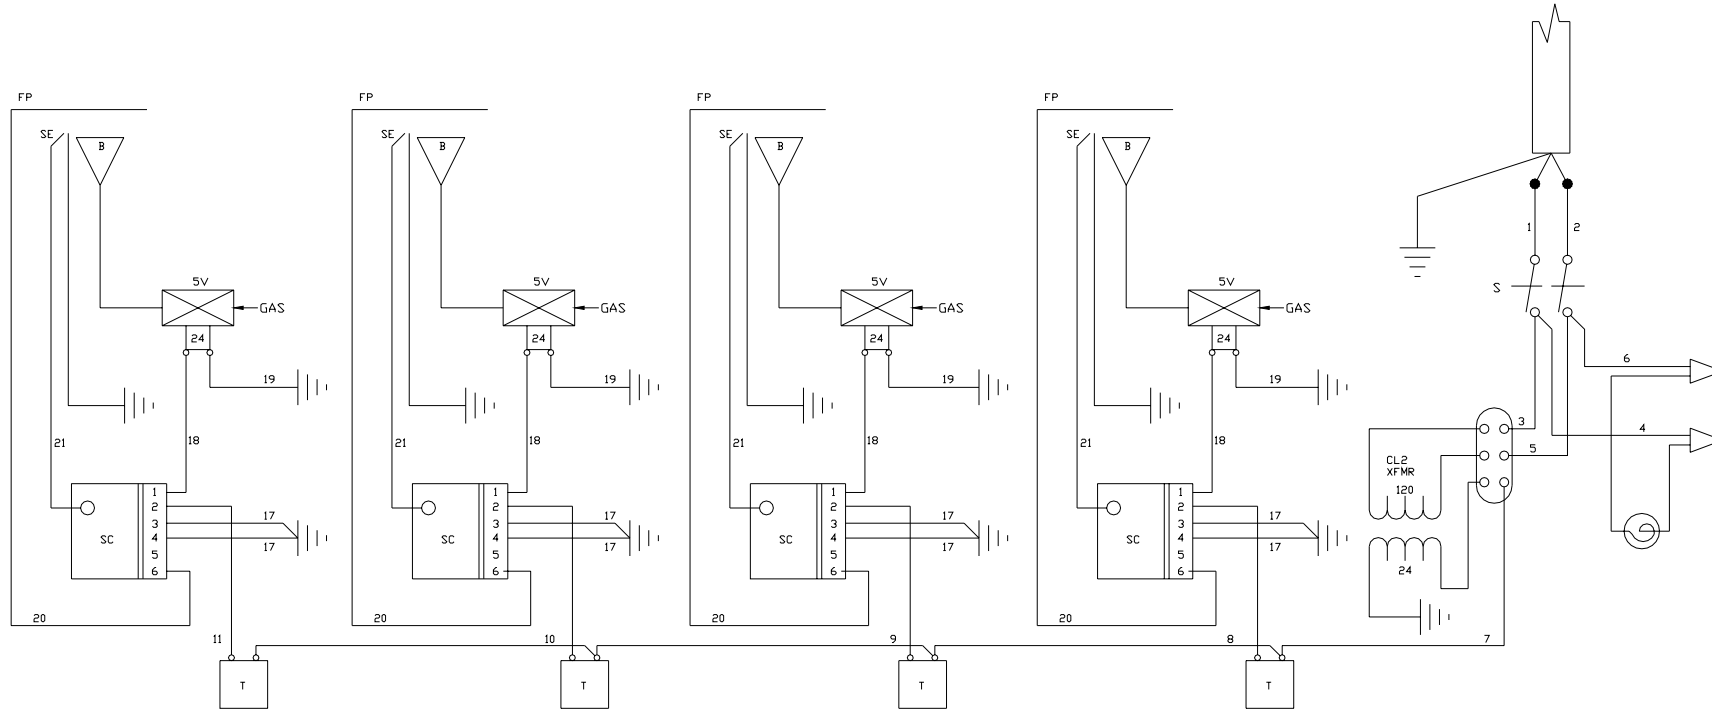 FP FP FP FP
SE B SE B SE B SE B
1 2
5V 5V 5V 5V
S
GAS GAS GAS GAS
24 24 24 24
6
19 19 19 19
3 4
21 18 21 18 21 18 21 18
5
CL2
XFMR
120
1 1 1 1
2 2 2 2
3 17 3 17 3 17 3 17
SC 4 SC 4 SC 4 SC 4
17 17 17 17
5 5 5 5
6 6 6 6
24
20 20 20 20
11 10 9 8 7
T T T T